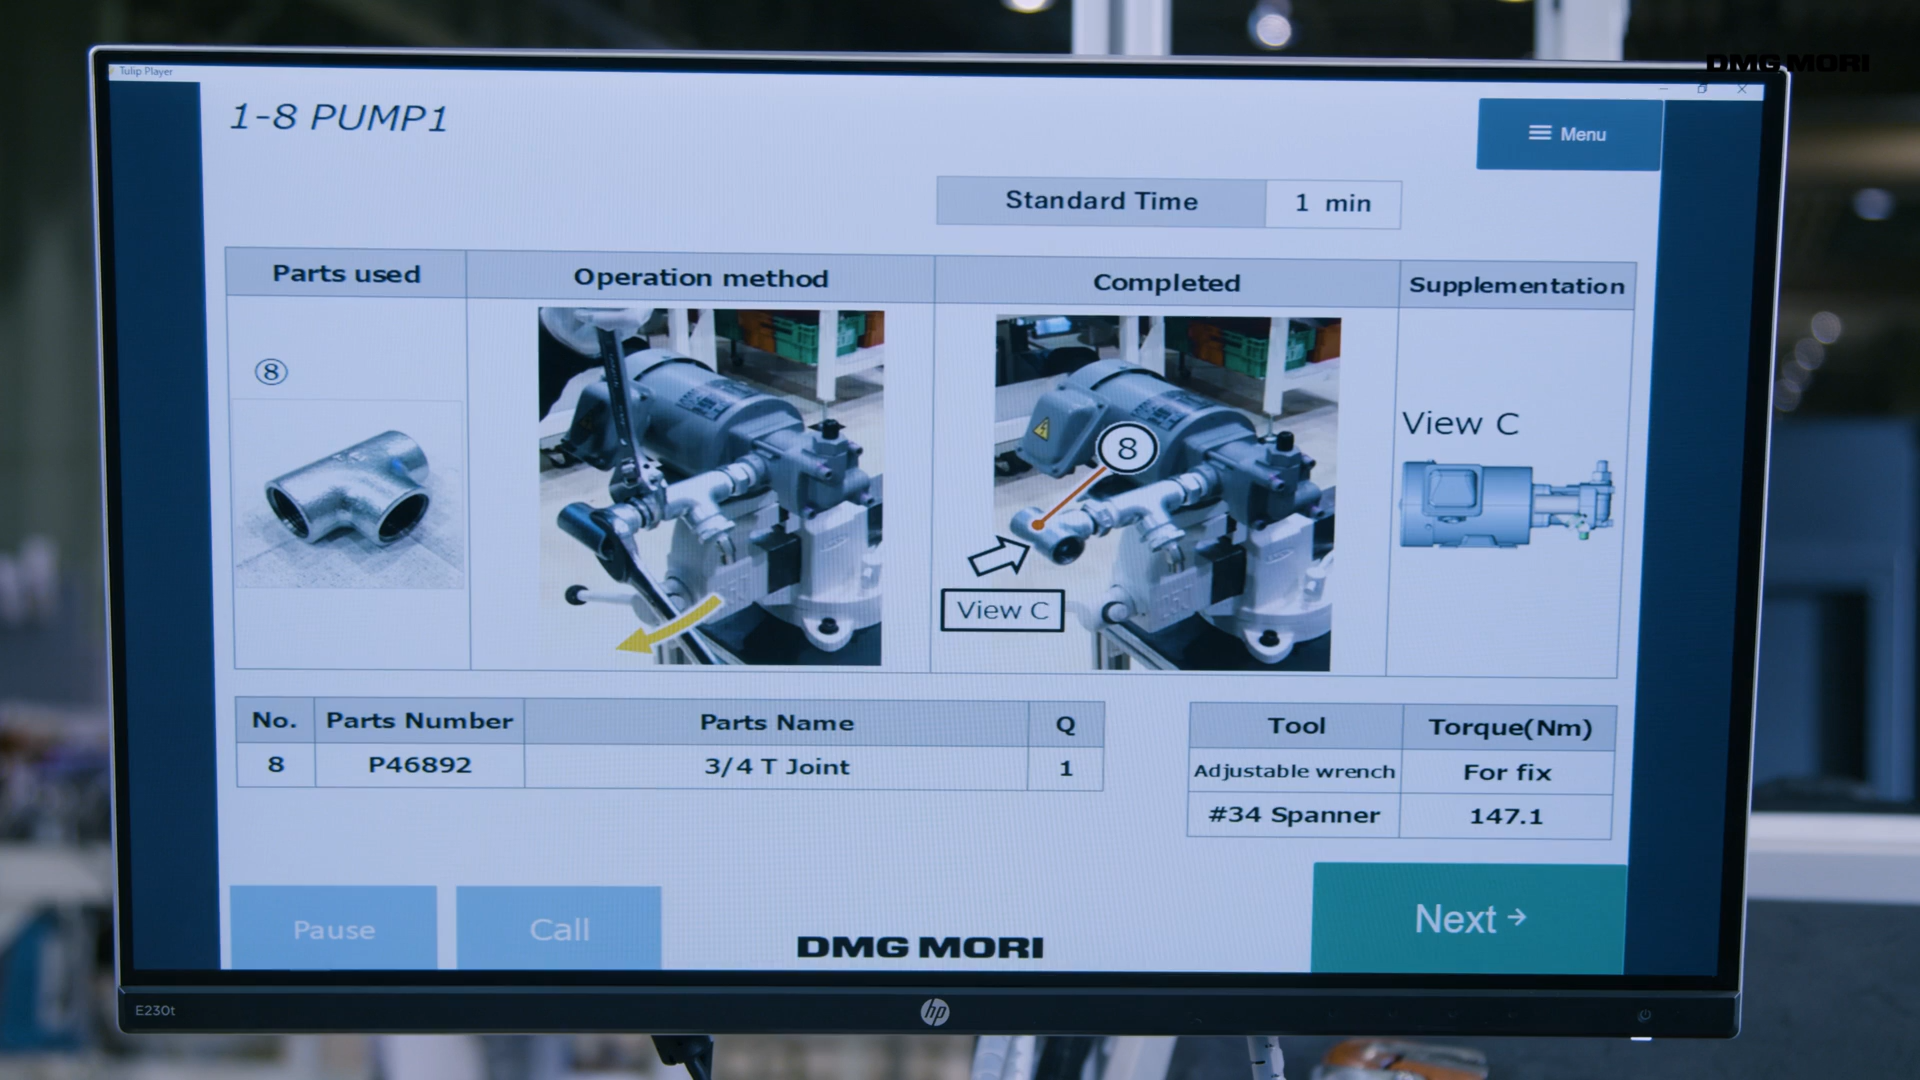 DMG MORI
Tulip Player
1-8 PUMP1
Menu
Standard Time 1 min
Parts used Operation method Completed Supplementation
⑧
8
View C
View C
No. Parts Number Parts Name Q
8 P46892 3/4 T Joint 1
Tool Torque(Nm)
Adjustable wrench For fix
#34 Spanner 147.1
Pause
Call
DMG MORI
Next →
E230t
hp